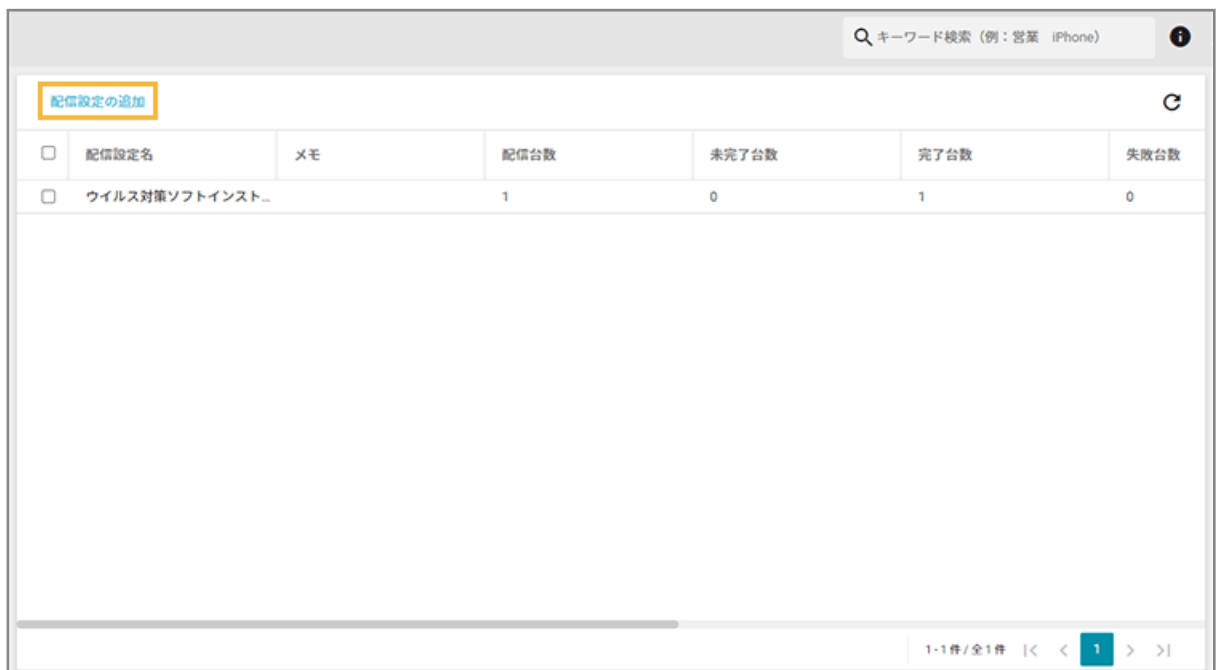 キーワード検索（例：営業　iPhone）
配信設定の追加
配信設定名 メモ 配信台数 未完了台数 完了台数 失敗台数
ウイルス対策ソフトインスト... 1 0 1 0
1-1件/全1件 |< < 1 > >|